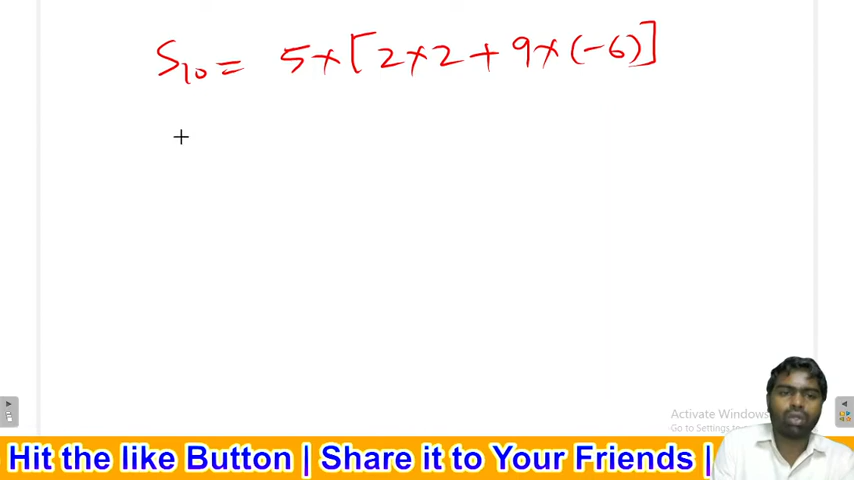 S₁₀ = 5×[2×2+9×(-6)]
Activate Windows
Hit the like Button | Share it to Your Friends |